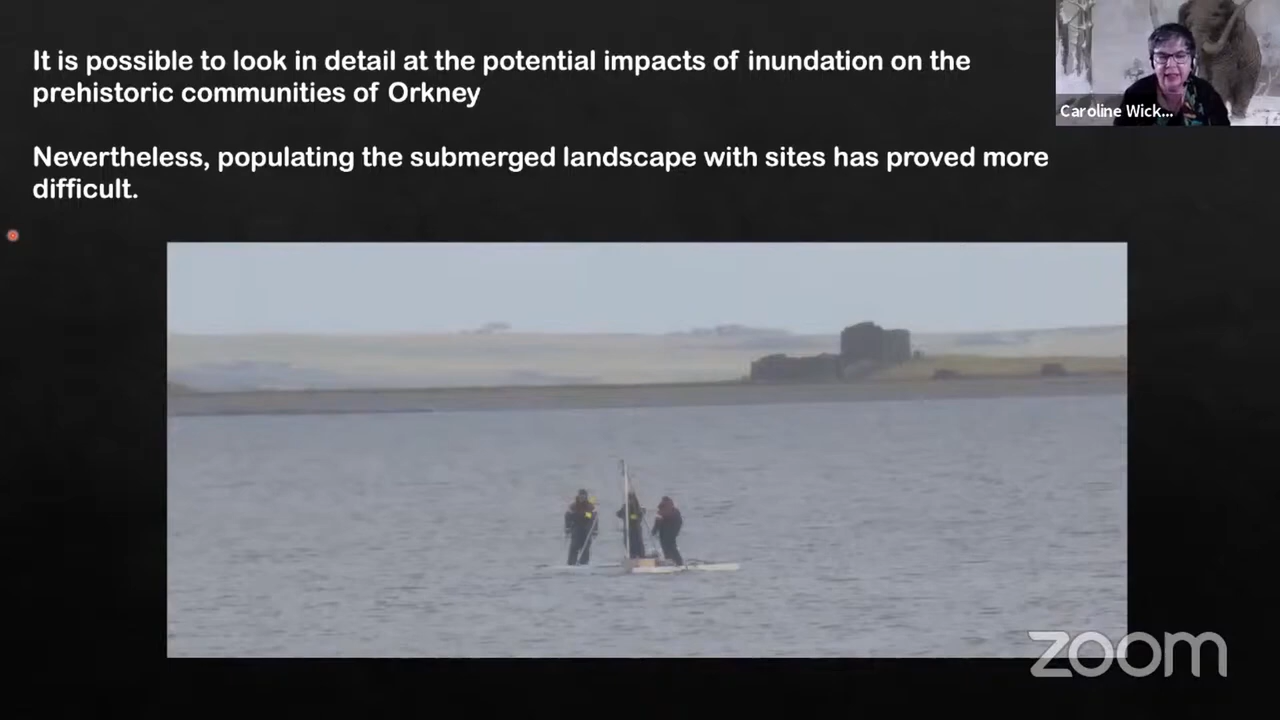 It is possible to look in detail at the potential impacts of inundation on the
prehistoric communities of Orkney
Nevertheless, populating the submerged landscape with sites has proved more
difficult.
Caroline Wick...
zoom